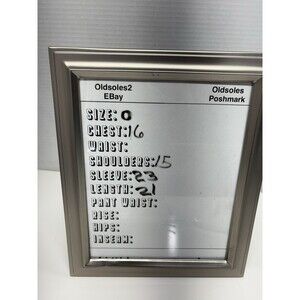 Oldsoles2 Oldsoles
EBay Poshmark
SIZE: 0
CHEST:16
WAIST:
SHOULDERS:15
SLEEVE:23
LENGTH:21
PANT WAIST:
RISE:
HIPS:
INSEAM: